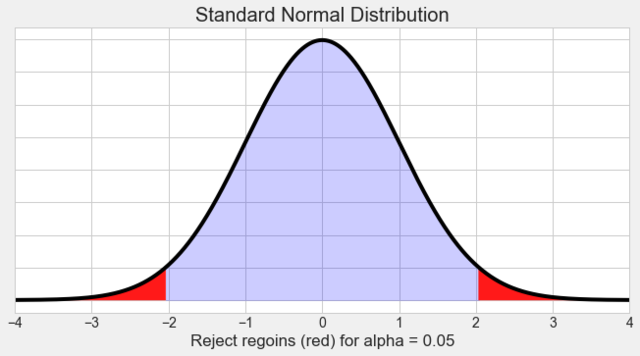 Standard Normal Distribution
−4 −3 −2 −1 0 1 2 3 4
Reject regoins (red) for alpha = 0.05